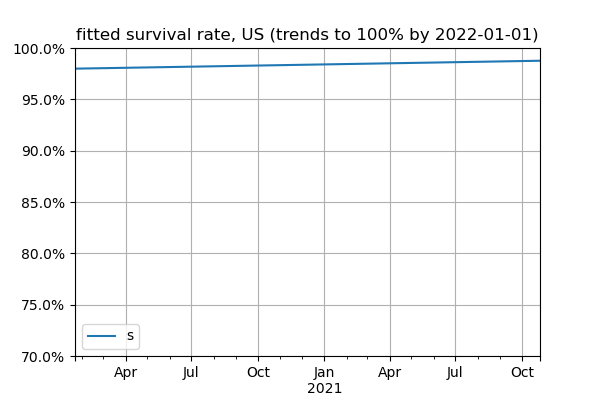 fitted survival rate, US (trends to 100% by 2022-01-01)
100.0%
95.0%
90.0%
85.0%
80.0%
75.0%
70.0%
s
Apr Jul Oct Jan Apr Jul Oct
2021